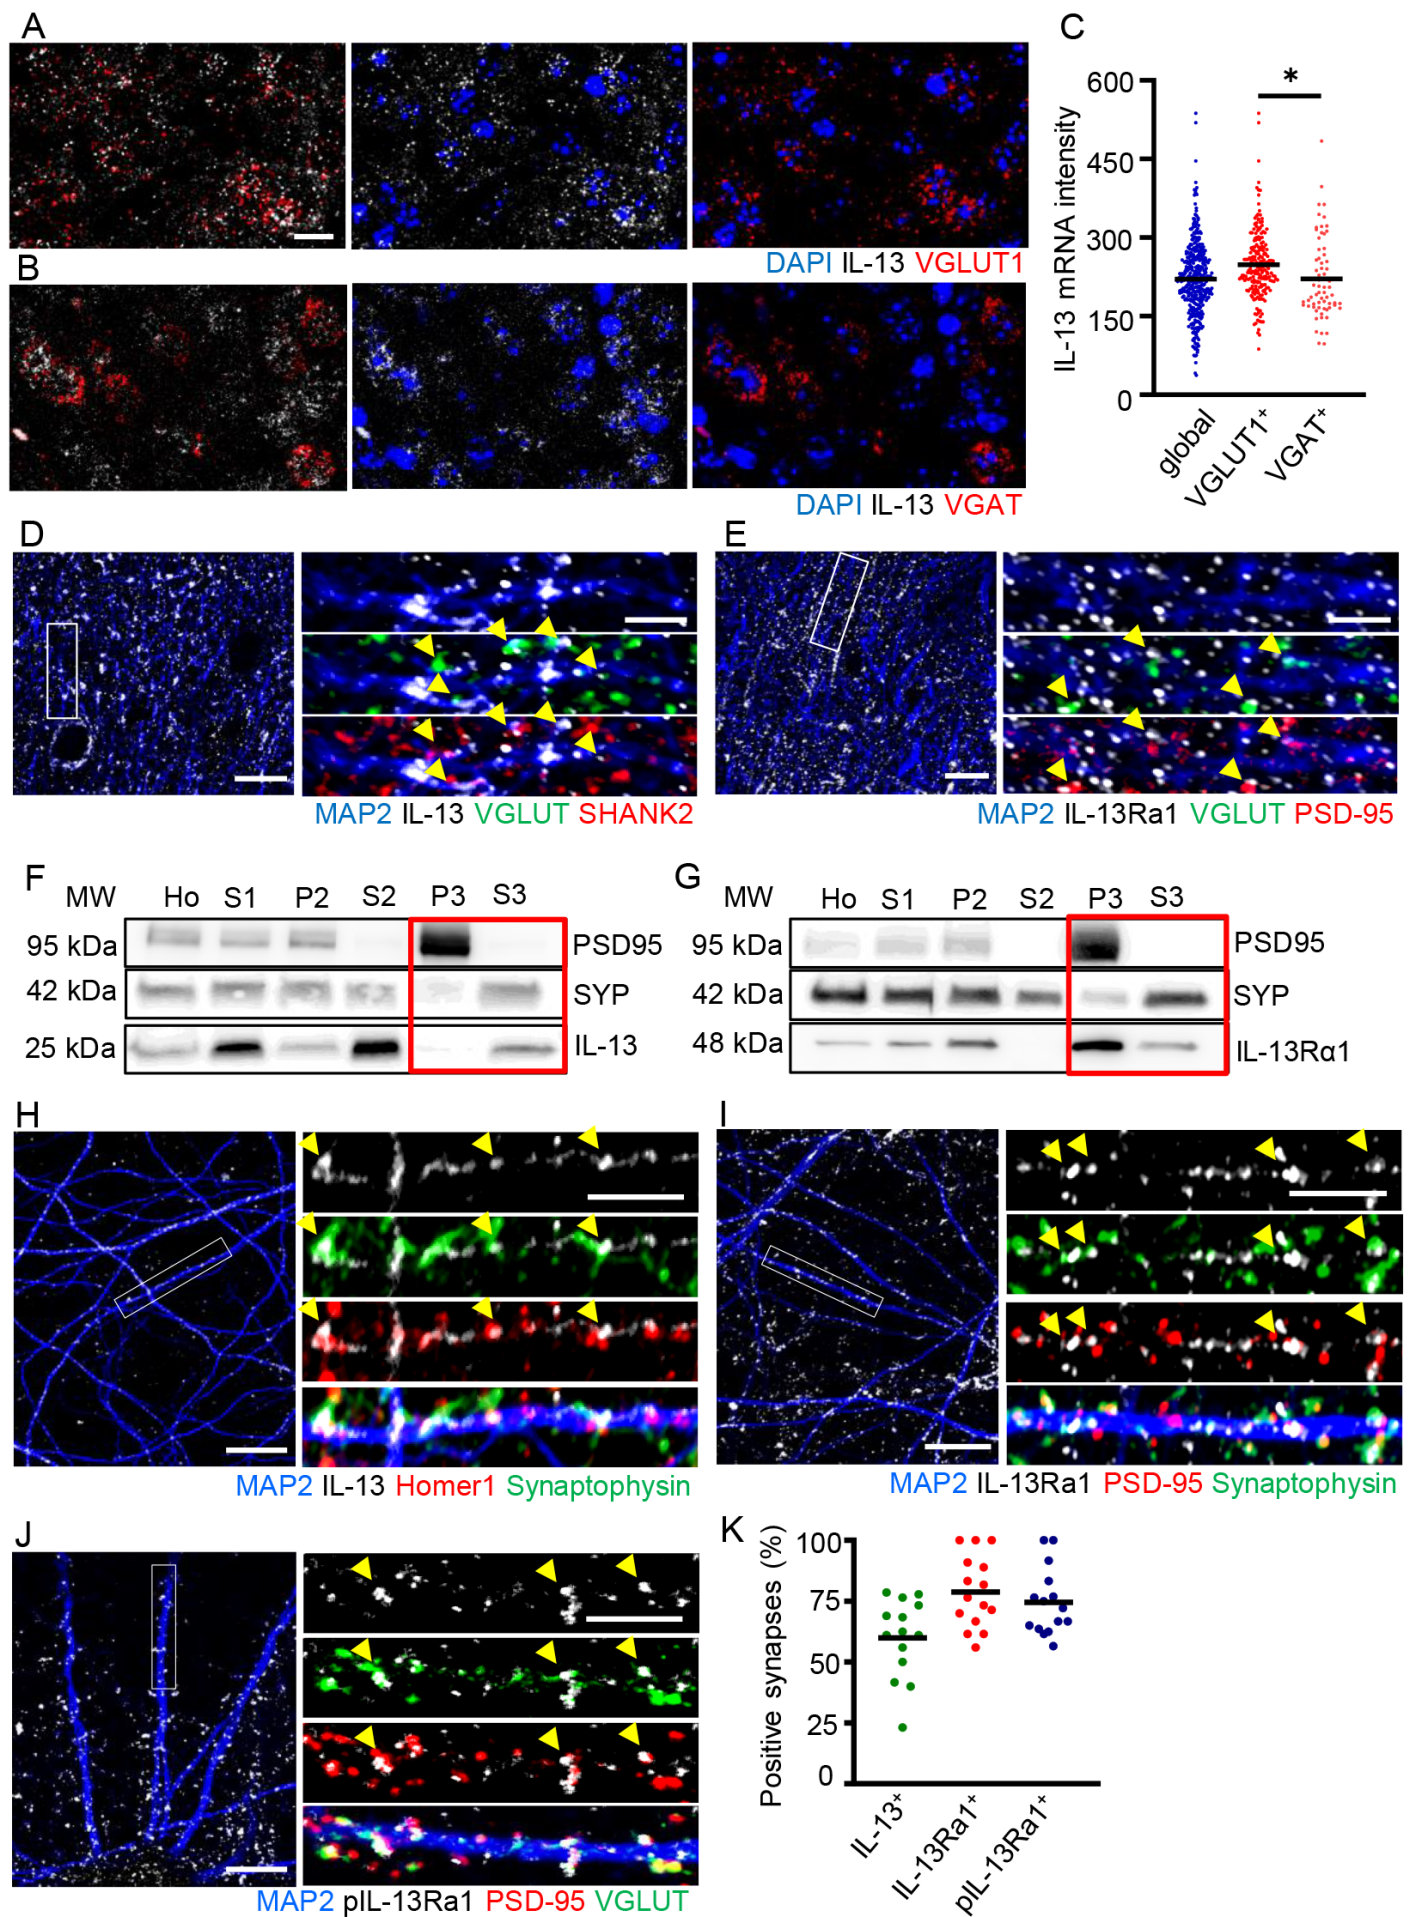 A
DAPI IL-13 VGLUT1
B
DAPI IL-13 VGAT
C
IL-13 mRNA intensity
600
450
300
150
0
*
global
VGLUT1+
VGAT+
D
MAP2 IL-13 VGLUT SHANK2
E
MAP2 IL-13Ra1 VGLUT PSD-95
F
MW Ho S1 P2 S2 P3 S3
95 kDa PSD95
42 kDa SYP
25 kDa IL-13
G
MW Ho S1 P2 S2 P3 S3
95 kDa PSD95
42 kDa SYP
48 kDa IL-13Rα1
H
MAP2 IL-13 Homer1 Synaptophysin
I
MAP2 IL-13Ra1 PSD-95 Synaptophysin
J
MAP2 pIL-13Ra1 PSD-95 VGLUT
K
Positive synapses (%)
100
75
50
25
0
IL-13+
IL-13Ra1+
pIL-13Ra1+